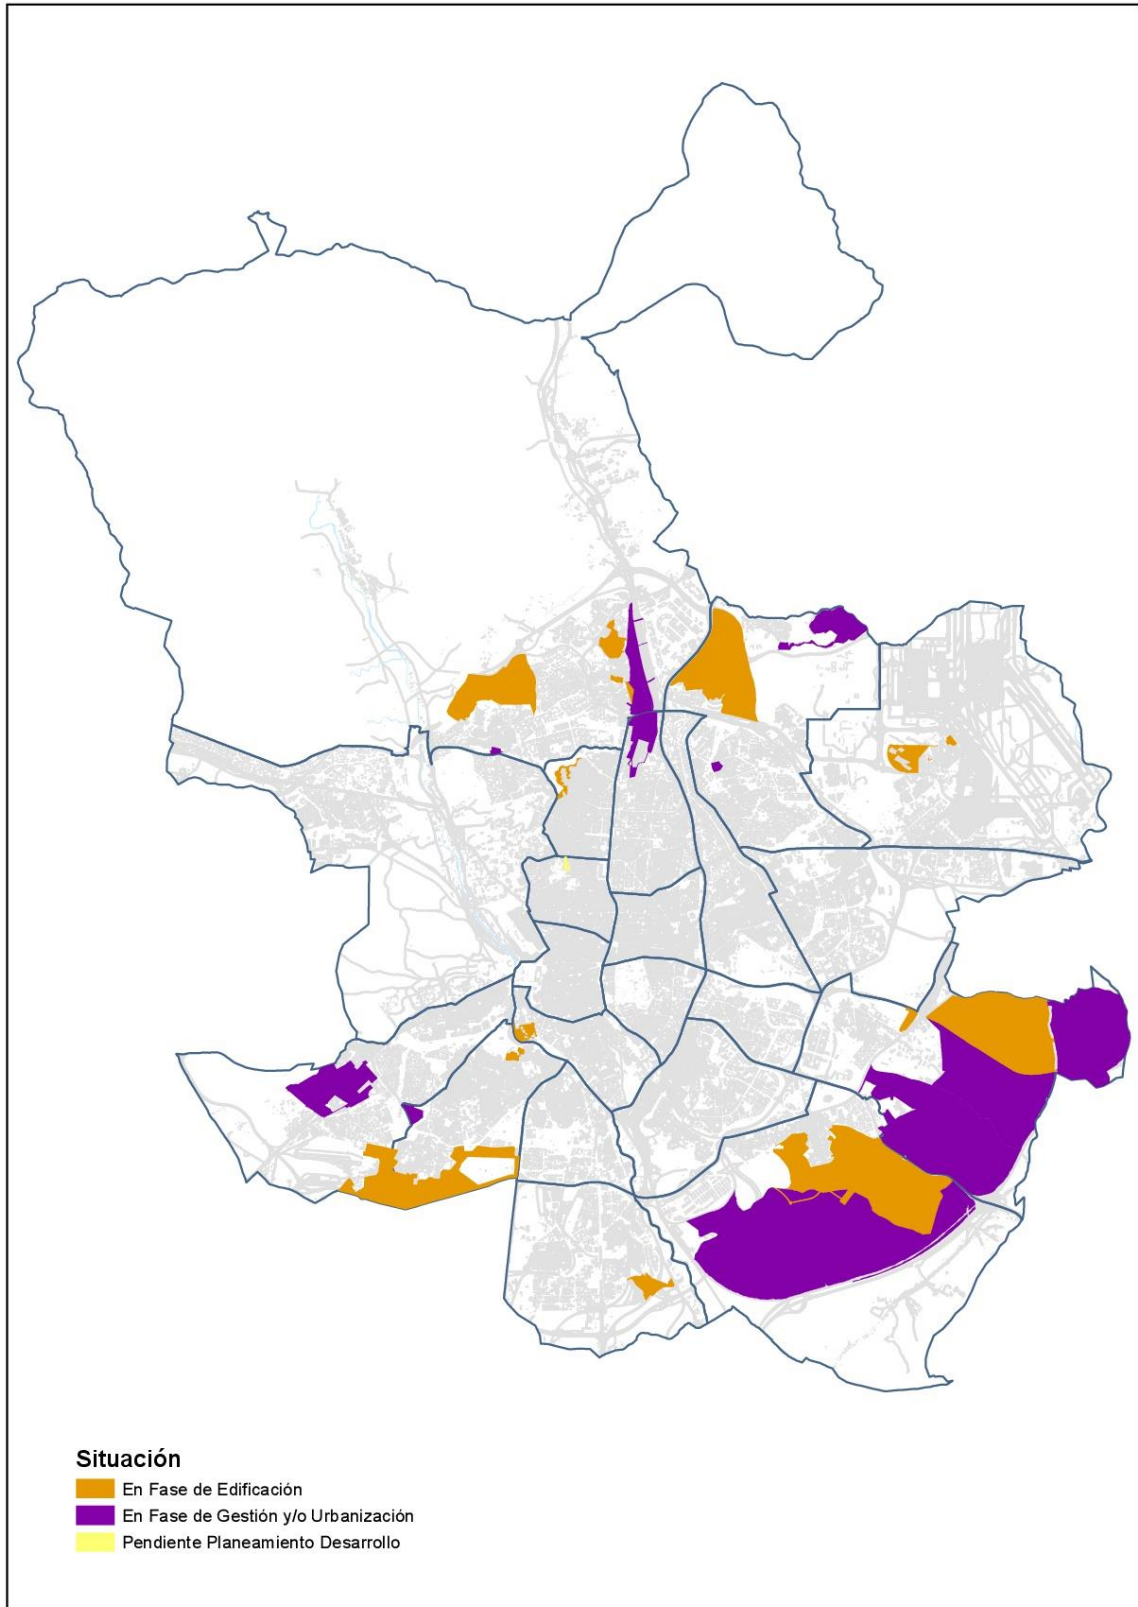 Situación
En Fase de Edificación
En Fase de Gestión y/o Urbanización
Pendiente Planeamiento Desarrollo